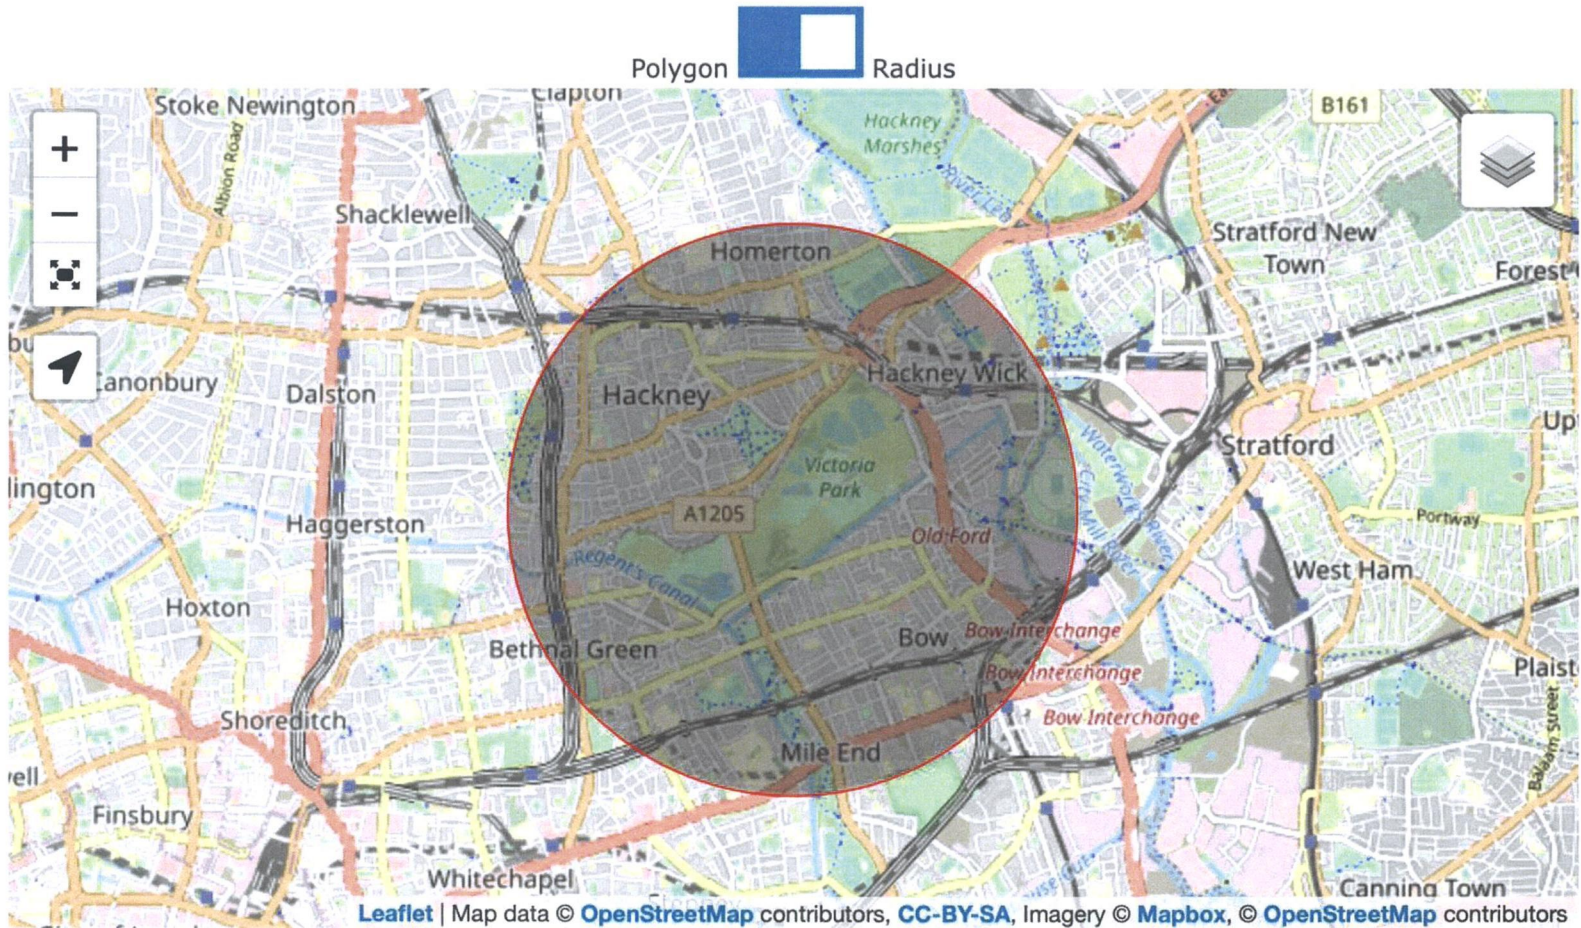 Polygon Radius
Stoke Newington
Clapton
Hackney
Marshes
B161
Albion Road
Shacklewell
River Lea
Homerton
Stratford New
Town
Forest
Canonbury
Dalston
Hackney
Hackney Wick
Stratford
Up
Victoria
Park
lington
A1205
Waterworks River
City Mill River
Portway
Haggerston
Old Ford
Regent's Canal
West Ham
Hoxton
Bethnal Green
Bow
Bow Interchange
Bow Interchange
Plaist
Shoreditch
Bow Interchange
Mile End
well
Finsbury
Whitechapel
Canning Town
Stepney
Leaflet | Map data © OpenStreetMap contributors, CC-BY-SA, Imagery © Mapbox, © OpenStreetMap contributors